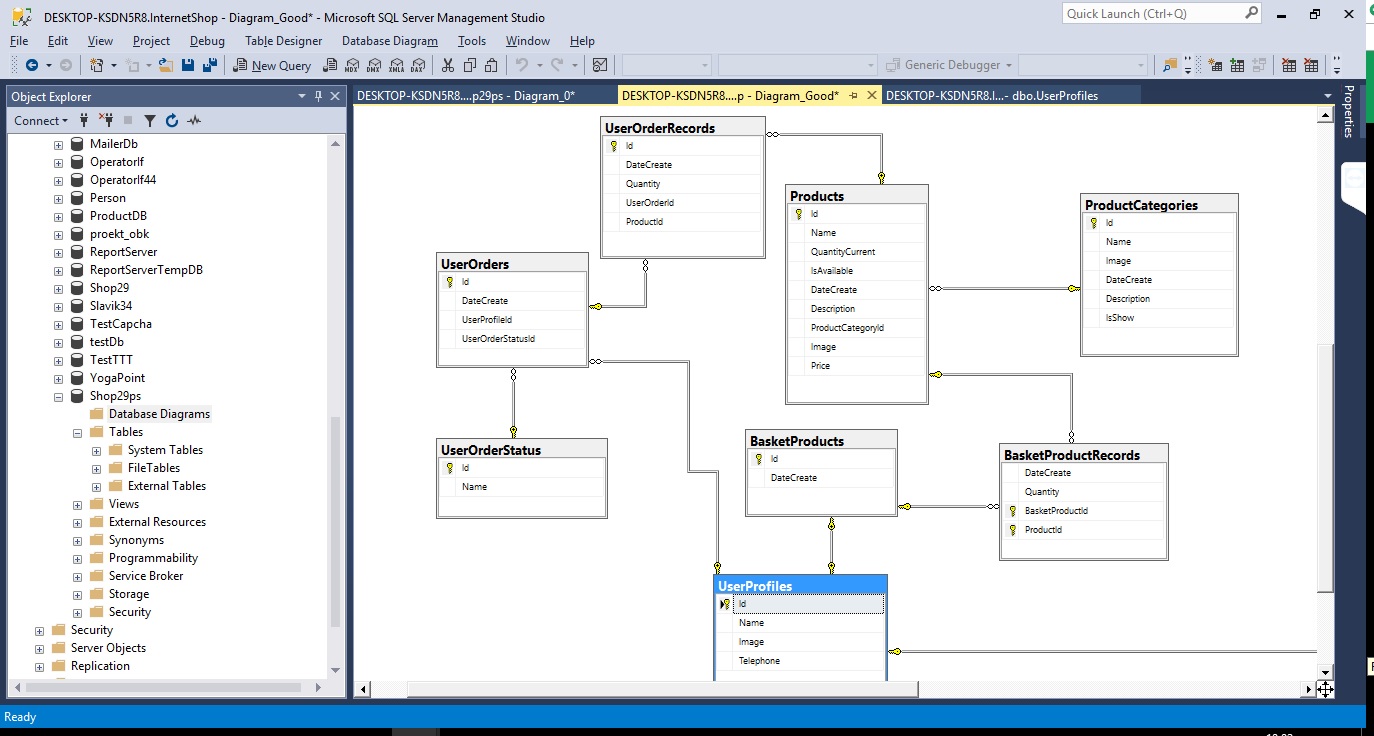 DESKTOP-KSDN5R8.InternetShop - Diagram_Good* - Microsoft SQL Server Management Studio
Quick Launch (Ctrl+Q)
File Edit View Project Debug Table Designer Database Diagram Tools Window Help
New Query MDX DMX XMLA DAX Generic Debugger
Object Explorer
Connect
MailerDb
OperatorIf
OperatorIf44
Person
ProductDB
proekt_obk
ReportServer
ReportServerTempDB
Shop29
Slavik34
TestCapcha
testDb
TestTTT
YogaPoint
Shop29ps
Database Diagrams
Tables
System Tables
FileTables
External Tables
Views
External Resources
Synonyms
Programmability
Service Broker
Storage
Security
Security
Server Objects
Replication
DESKTOP-KSDN5R8....p29ps - Diagram_0*
DESKTOP-KSDN5R8....p - Diagram_Good*
DESKTOP-KSDN5R8.I...- dbo.UserProfiles
Properties
UserOrderRecords
Id
DateCreate
Quantity
UserOrderId
ProductId
Products
Id
Name
QuantityCurrent
IsAvailable
DateCreate
Description
ProductCategoryId
Image
Price
ProductCategories
Id
Name
Image
DateCreate
Description
IsShow
UserOrders
Id
DateCreate
UserProfileId
UserOrderStatusId
UserOrderStatus
Id
Name
BasketProducts
Id
DateCreate
BasketProductRecords
DateCreate
Quantity
BasketProductId
ProductId
UserProfiles
Id
Name
Image
Telephone
Ready